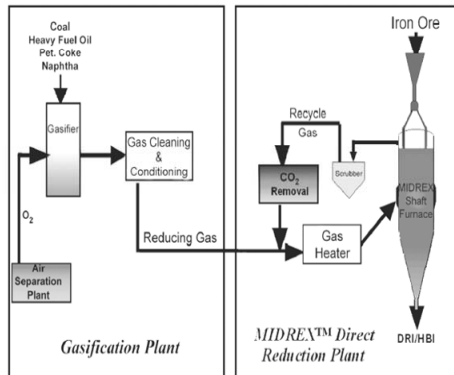 Coal
Heavy Fuel Oil
Pet. Coke
Naphtha
Gasifier
Gas Cleaning
&
Conditioning
O2
Air
Separation
Plant
Reducing Gas
Gasification Plant
Iron Ore
Recycle
Gas
Scrubber
CO2
Removal
MIDREX
Shaft
Furnace
Gas
Heater
DRI/HBI
MIDREX™ Direct
Reduction Plant